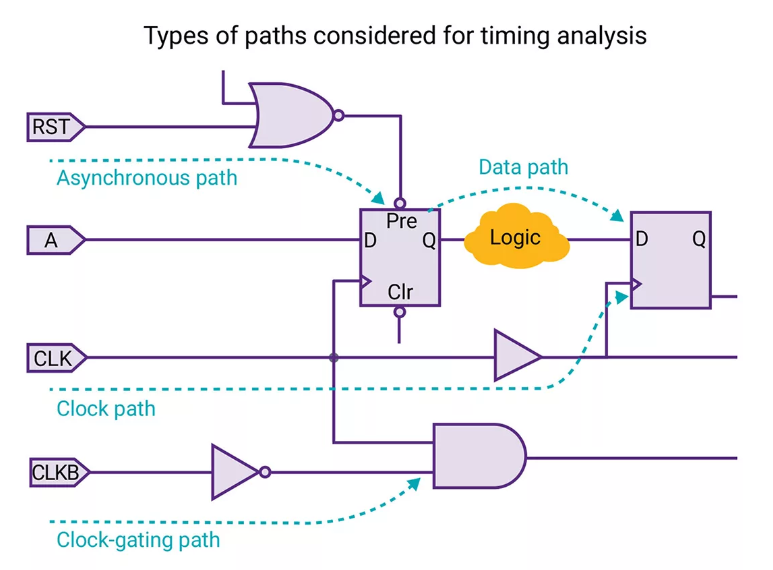 Types of paths considered for timing analysis
RST
Asynchronous path
Data path
A
D
Pre
Q
Clr
Logic
D
Q
CLK
Clock path
CLKB
Clock-gating path